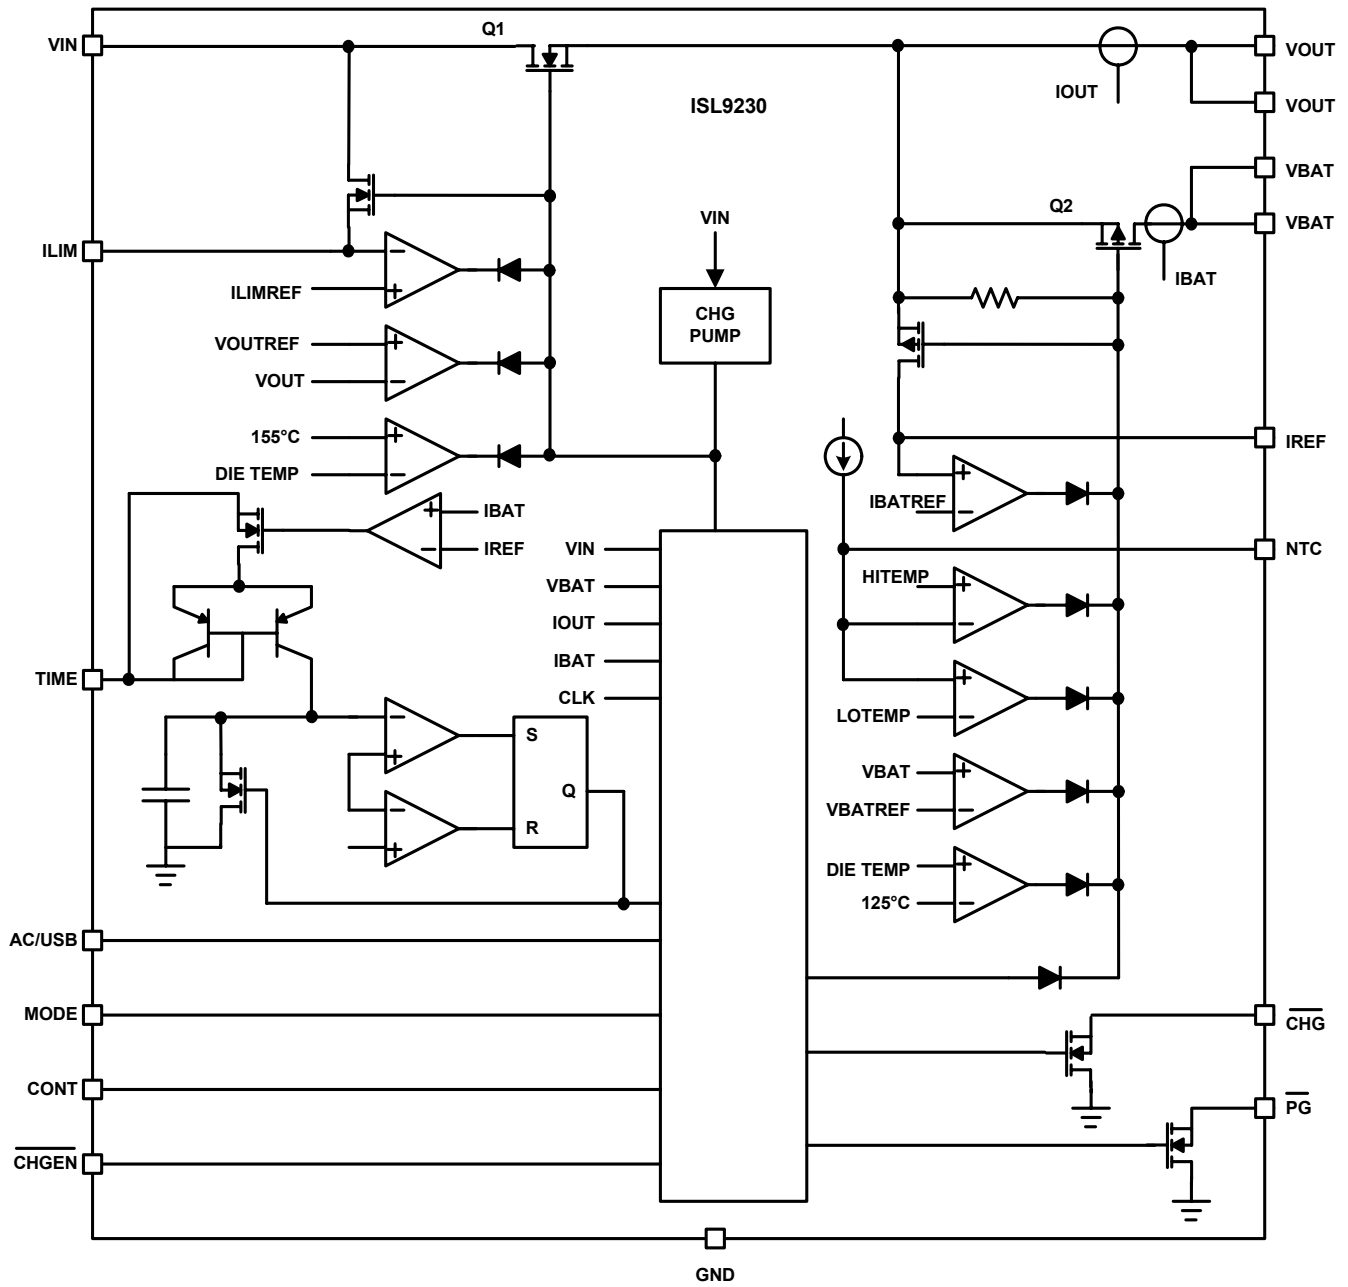 Q1
VIN
VOUT
ISL9230
IOUT
VOUT
VBAT
VIN
Q2
VBAT
ILIM
IBAT
ILIMREF
CHG
PUMP
VOUTREF
VOUT
155°C
IREF
DIE TEMP
IBATREF
IBAT
IREF
VIN
NTC
HITEMP
VBAT
IOUT
IBAT
TIME
CLK
LOTEMP
S
VBAT
Q
VBATREF
R
DIE TEMP
125°C
AC/USB
MODE
CHG
CONT
PG
CHGEN
GND